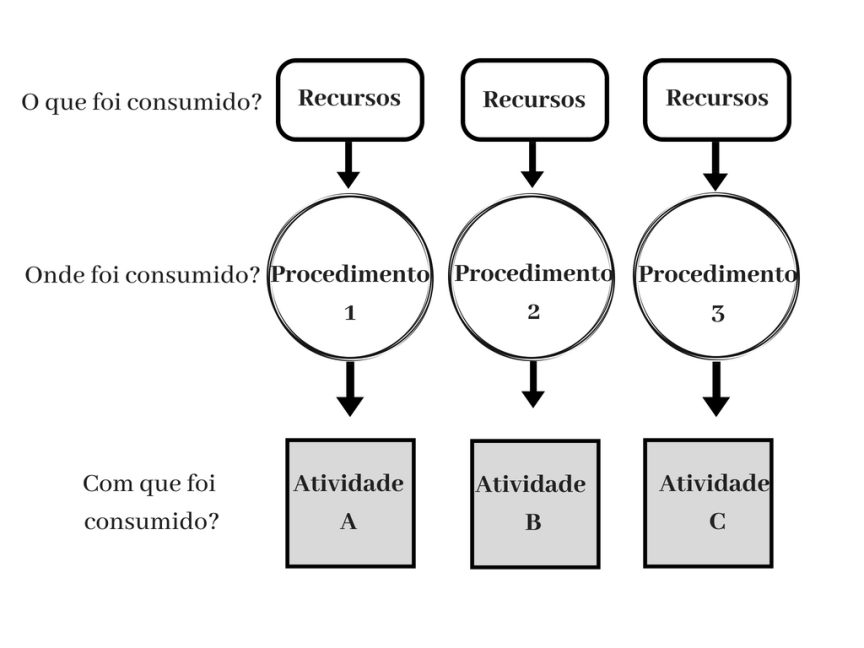 O que foi consumido?
Recursos
Recursos
Recursos
Onde foi consumido?
Procedimento
1
Procedimento
2
Procedimento
3
Com que foi
consumido?
Atividade
A
Atividade
B
Atividade
C